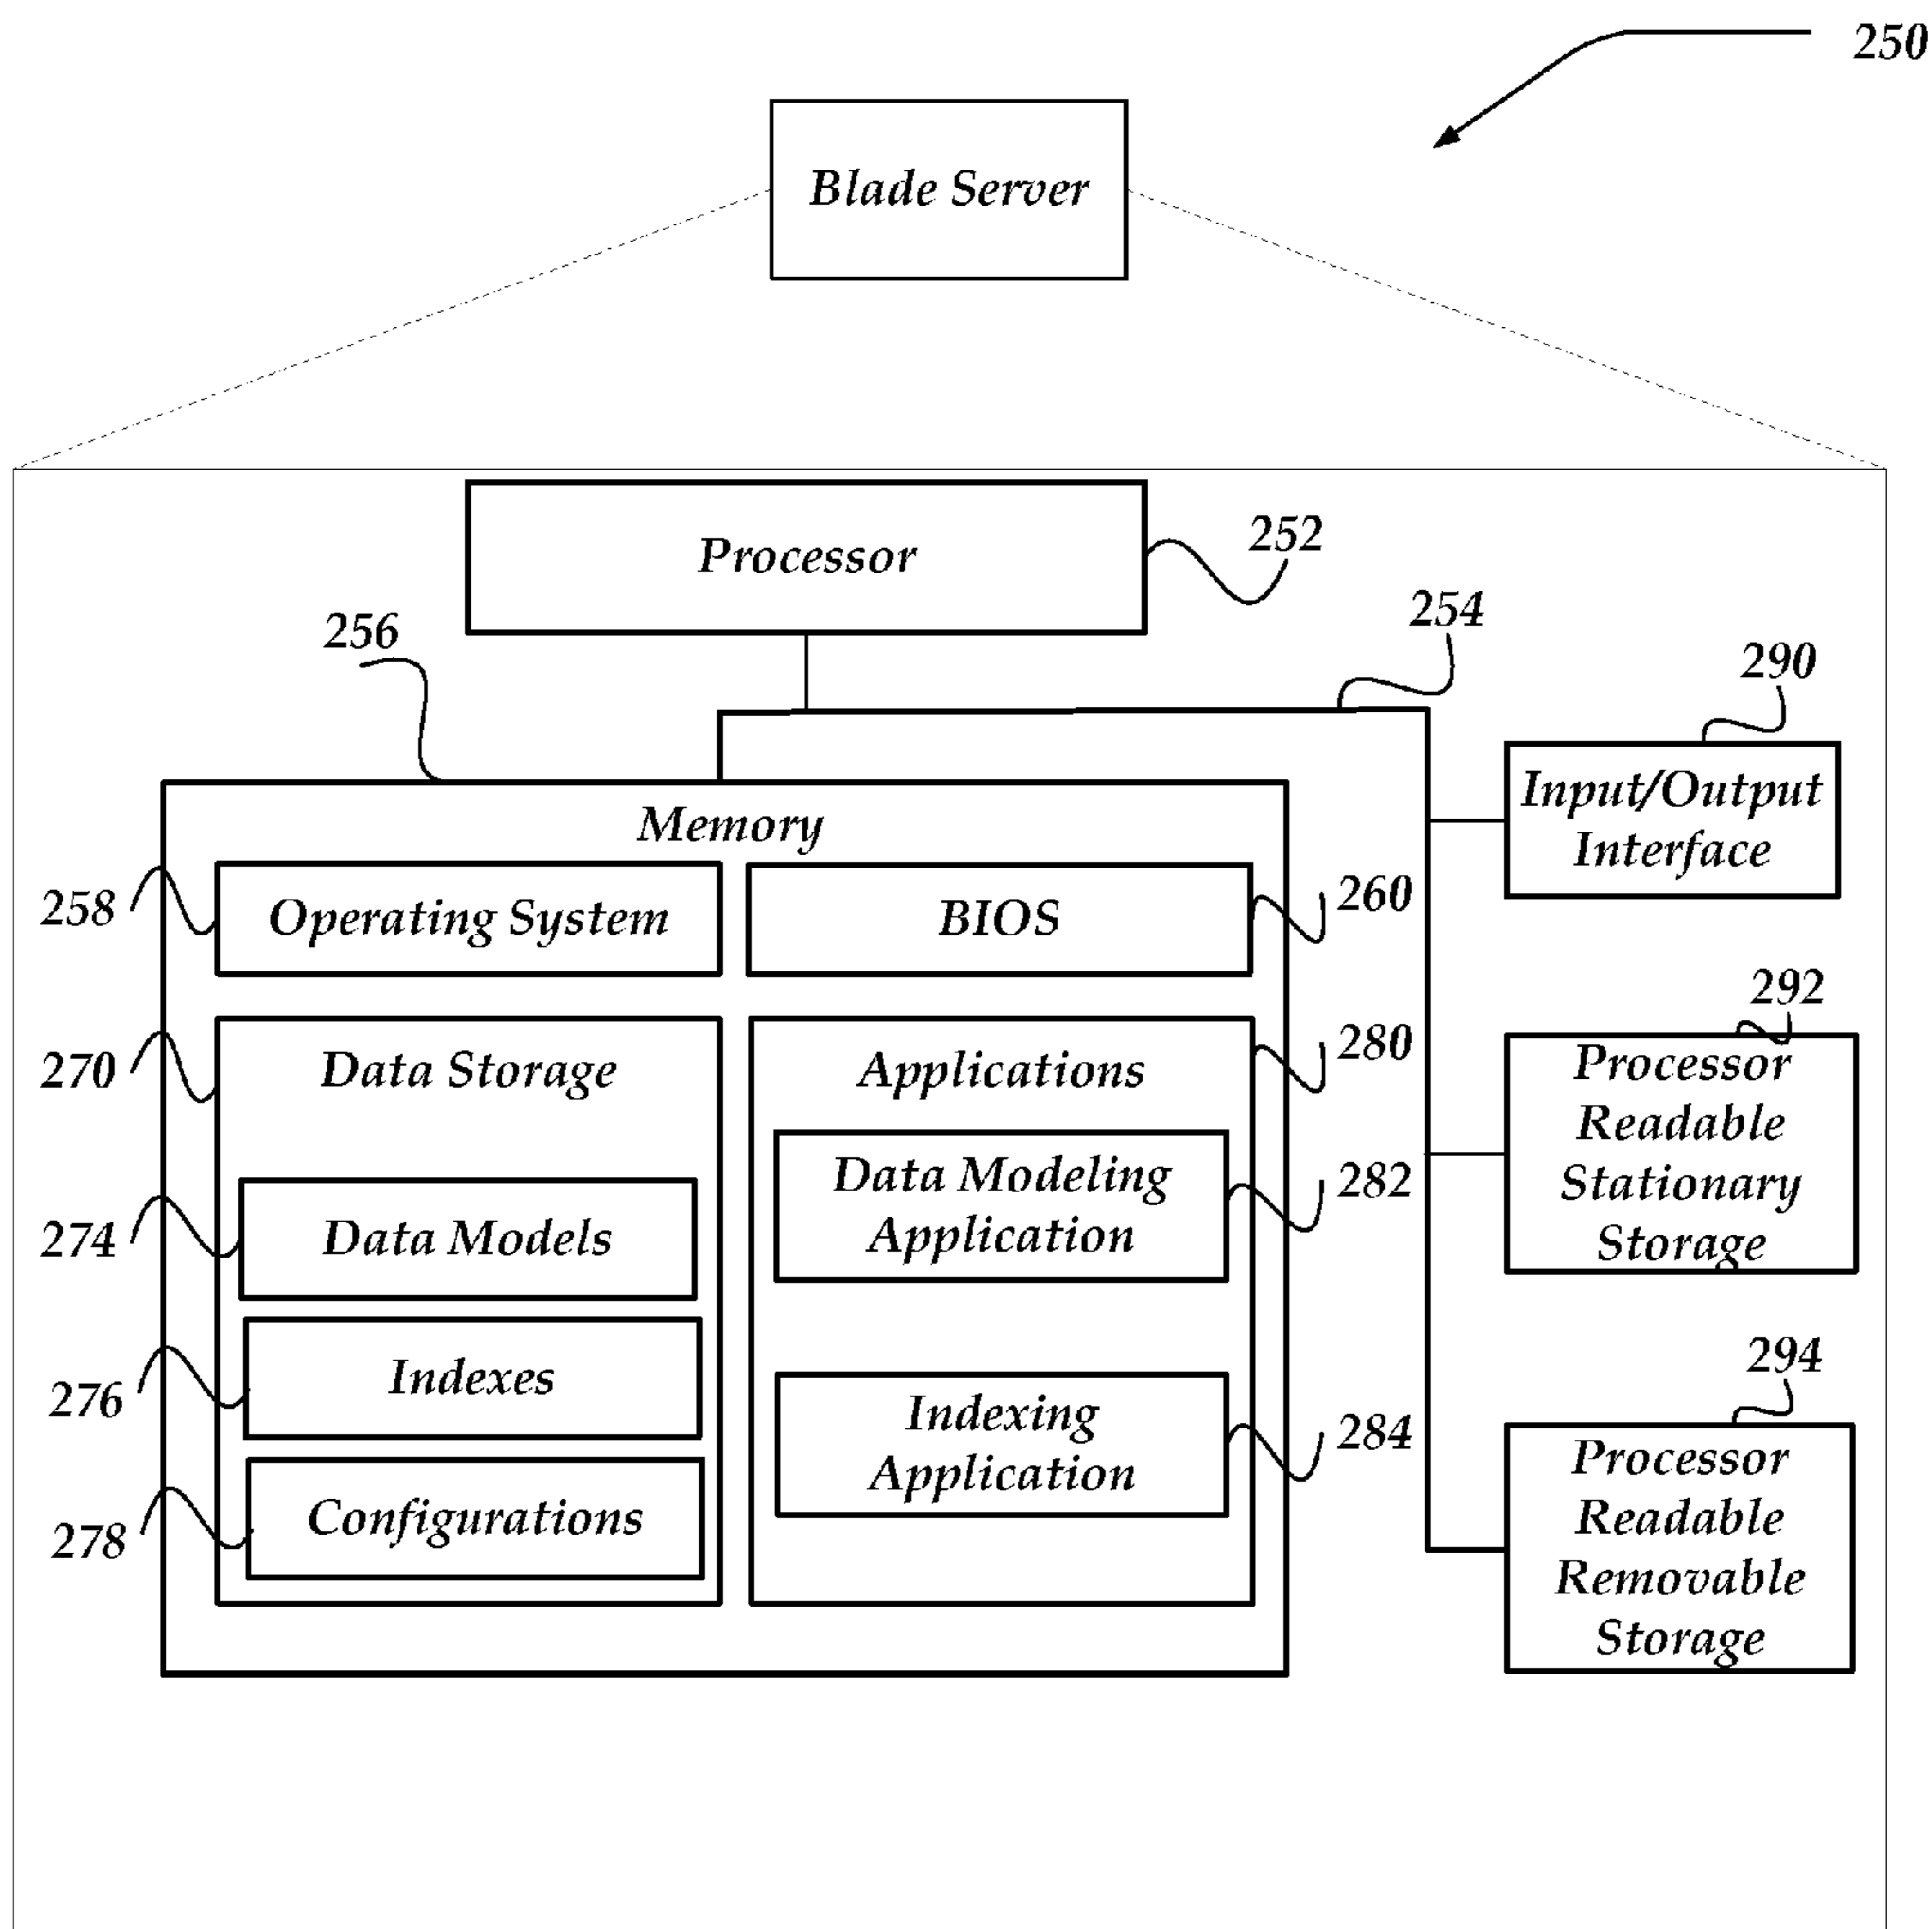 250
Blade Server
Processor
252
254
256
290
Input/Output
Interface
Memory
258
Operating System
BIOS
260
292
270
Data Storage
Applications
280
Processor
Readable
Stationary
Storage
Data Modeling
Application
282
274
Data Models
276
Indexes
294
Indexing
Application
284
278
Configurations
Processor
Readable
Removable
Storage